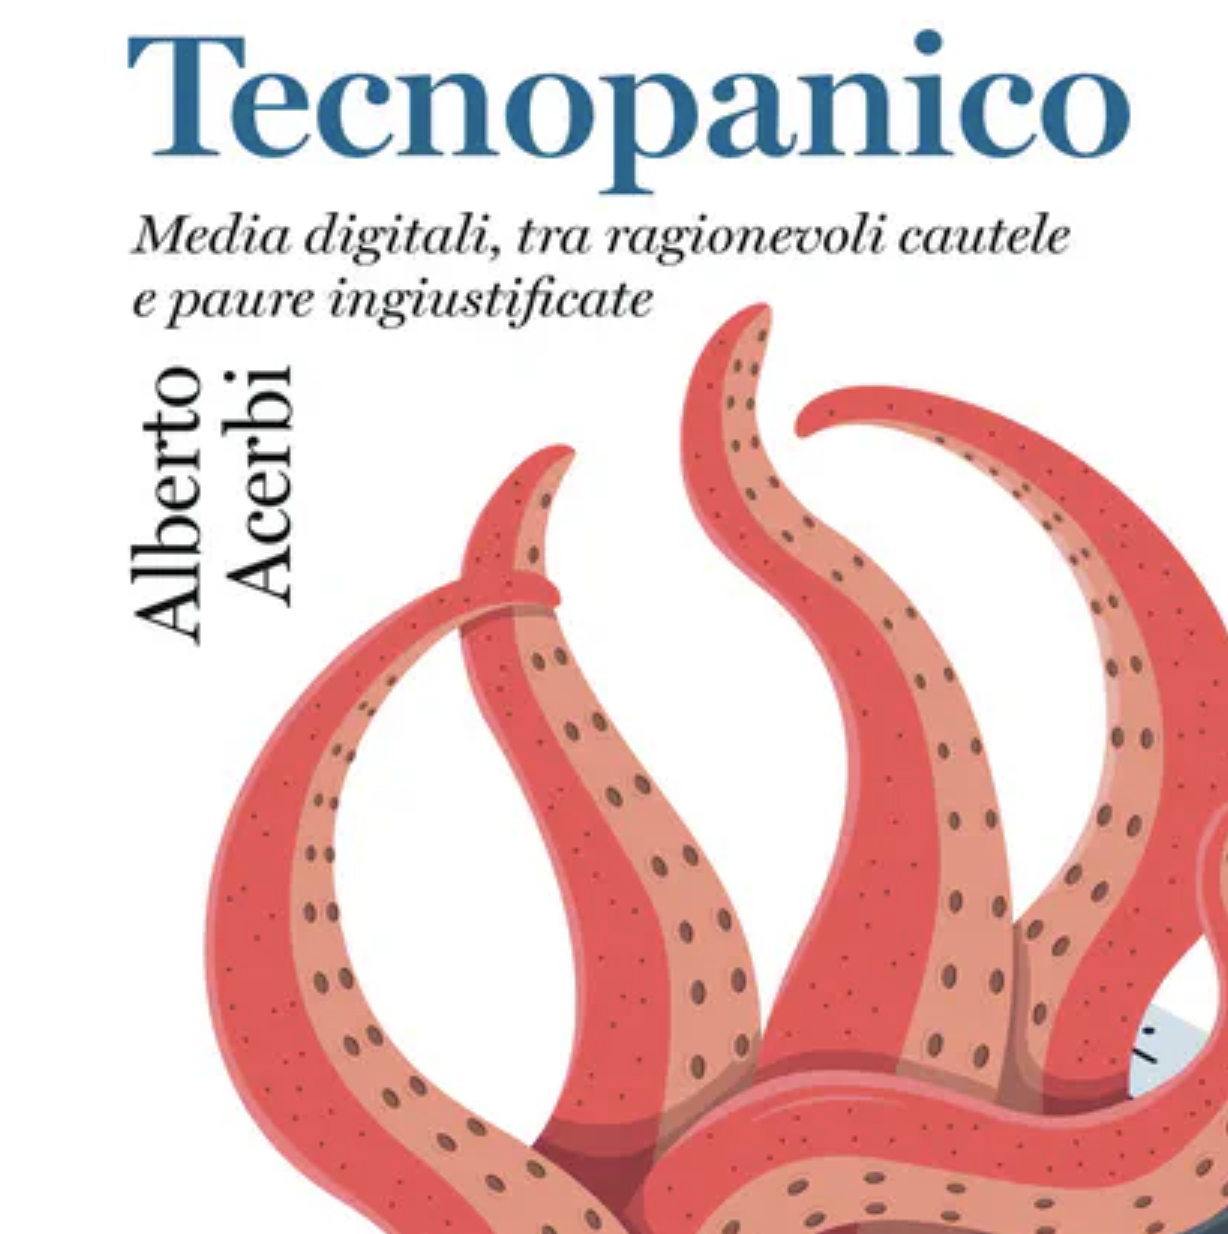 Tecnopanico
Media digitali, tra ragionevoli cautele
e paure ingiustificate
Alberto
Acerbi